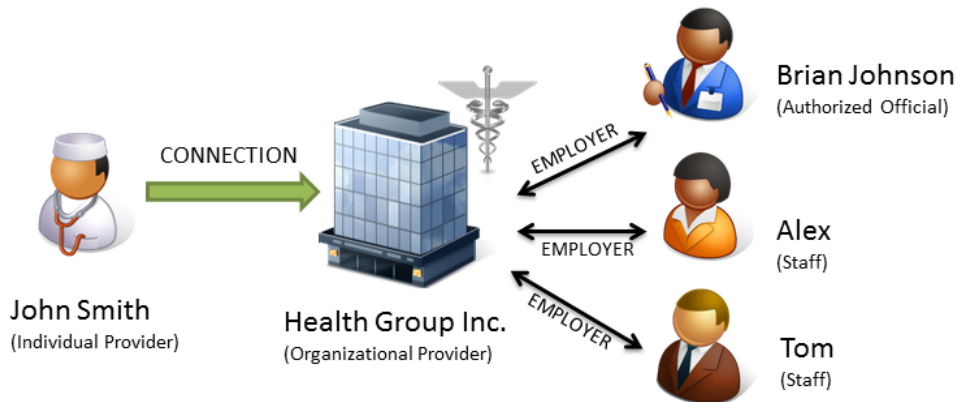 CONNECTION
John Smith
(Individual Provider)
Health Group Inc.
(Organizational Provider)
EMPLOYER
Brian Johnson
(Authorized Official)
EMPLOYER
Alex
(Staff)
EMPLOYER
Tom
(Staff)